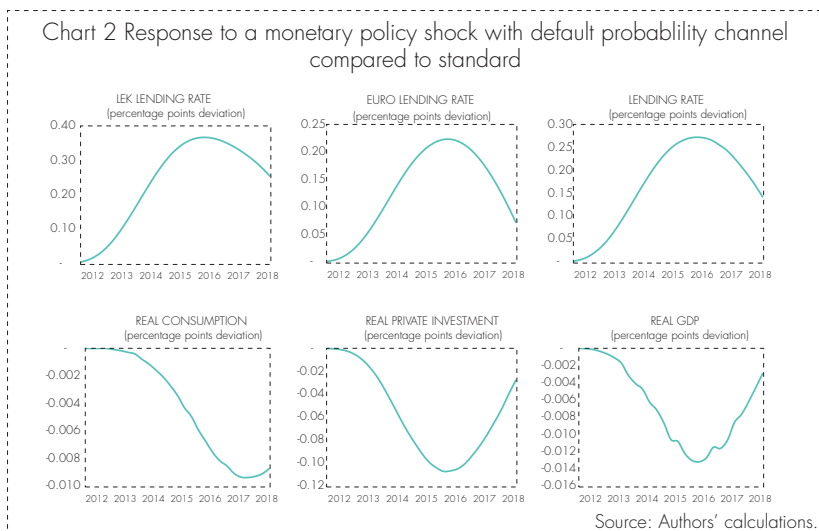 Chart 2 Response to a monetary policy shock with default probablility channel
compared to standard
LEK LENDING RATE
(percentage points deviation)
0.40
0.30
0.20
0.10
-
2012 2013 2014 2015 2016 2017 2018
EURO LENDING RATE
(percentage points deviation)
0.25
0.20
0.15
0.10
0.05
-
2012 2013 2014 2015 2016 2017 2018
LENDING RATE
(percentage points deviation)
0.30
0.25
0.20
0.15
0.10
0.05
-
2012 2013 2014 2015 2016 2017 2018
REAL CONSUMPTION
(percentage points deviation)
-
-0.002
-0.004
-0.006
-0.008
-0.010
2012 2013 2014 2015 2016 2017 2018
REAL PRIVATE INVESTMENT
(percentage points deviation)
-
-0.02
-0.04
-0.06
-0.08
-0.10
-0.12
2012 2013 2014 2015 2016 2017 2018
REAL GDP
(percentage points deviation)
-
-0.002
-0.004
-0.006
-0.008
-0.010
-0.012
-0.014
-0.016
2012 2013 2014 2015 2016 2017 2018
Source: Authors' calculations.